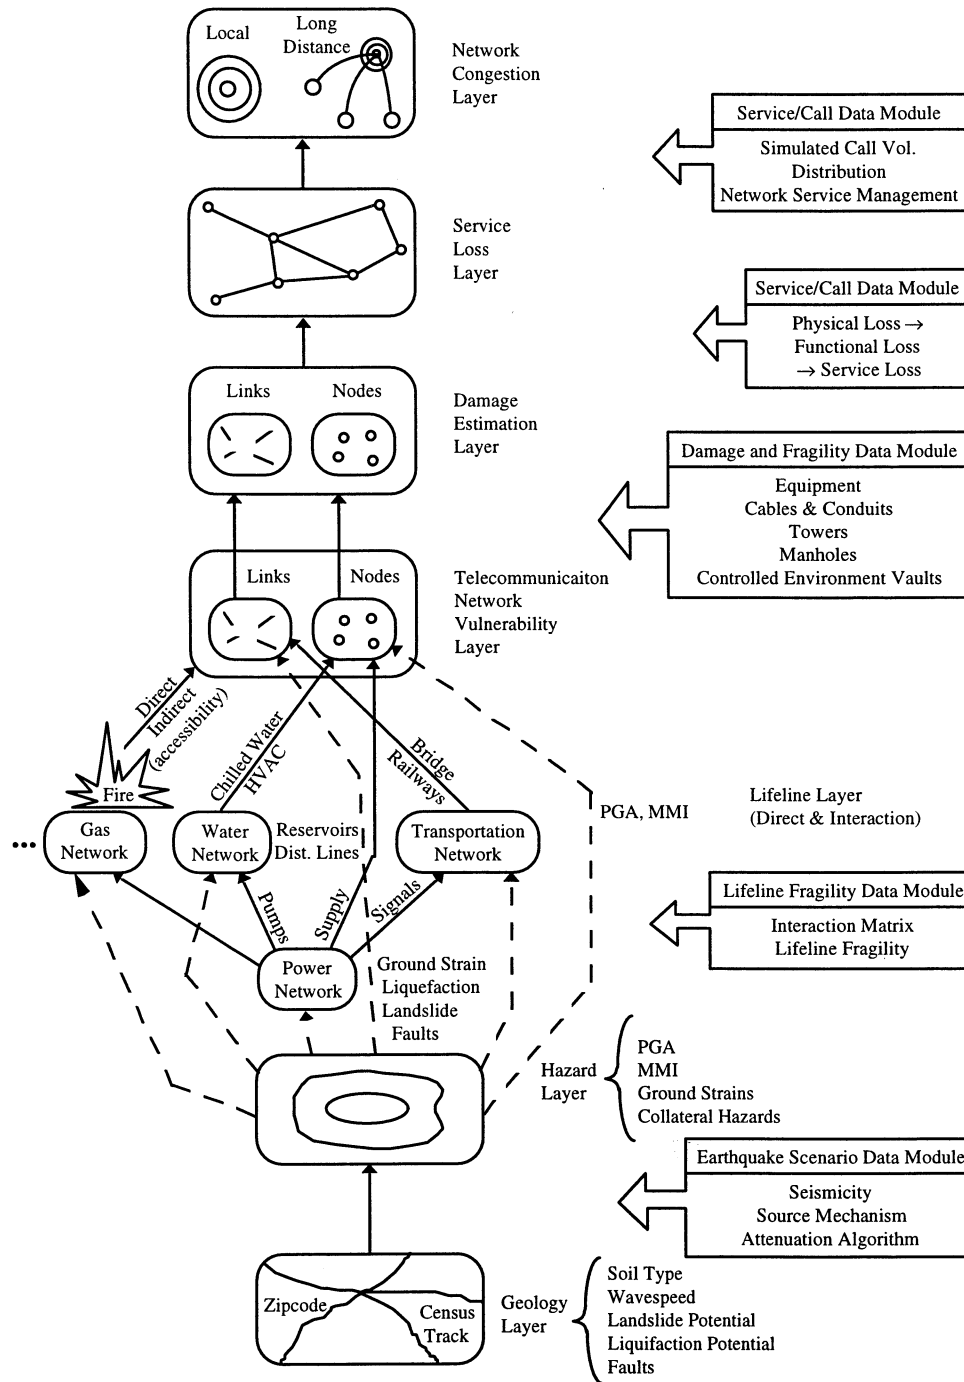 Local
Long
Distance
Network
Congestion
Layer
Service/Call Data Module
Simulated Call Vol.
Distribution
Network Service Management
Service
Loss
Layer
Service/Call Data Module
Physical Loss →
Functional Loss
→ Service Loss
Links
Nodes
Damage
Estimation
Layer
Damage and Fragility Data Module
Equipment
Cables & Conduits
Towers
Manholes
Controlled Environment Vaults
Links
Nodes
Telecommunicaiton
Network
Vulnerability
Layer
Direct
Indirect
(accessibility)
Chilled Water
HVAC
Bridge
Railways
Fire
PGA, MMI
Lifeline Layer
(Direct & Interaction)
•••
Gas
Network
Water
Network
Reservoirs
Dist. Lines
Transportation
Network
Lifeline Fragility Data Module
Interaction Matrix
Lifeline Fragility
Pumps
Supply
Signals
Power
Network
Ground Strain
Liquefaction
Landslide
Faults
Hazard
Layer
PGA
MMI
Ground Strains
Collateral Hazards
Earthquake Scenario Data Module
Seismicity
Source Mechanism
Attenuation Algorithm
Zipcode
Census
Track
Geology
Layer
Soil Type
Wavespeed
Landslide Potential
Liquifaction Potential
Faults